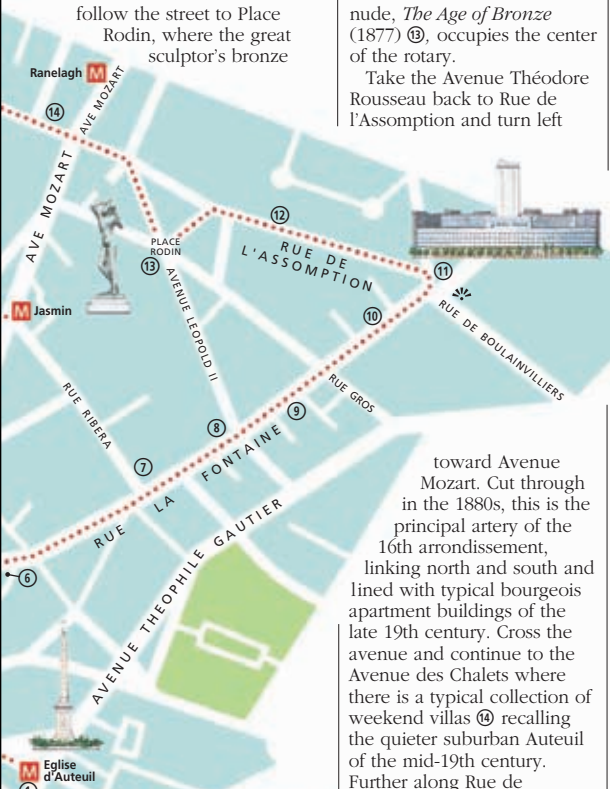 follow the street to Place
Rodin, where the great
sculptor's bronze
nude, The Age of Bronze
(1877) ⑬, occupies the center
of the rotary.
Take the Avenue Théodore
Rousseau back to Rue de
l'Assomption and turn left
Ranelagh M
⑭
AVE MOZART
AVE MOZART
⑫
RUE DE
L'ASSOMPTION
PLACE
RODIN
⑬
⑪
AVENUE LEOPOLD II
⑩
RUE DE BOULAINVILLIERS
M Jasmin
RUE GROS
RUE RIBERA
⑨
⑧
⑦
RUE LA FONTAINE
⑥
AVENUE THEOPHILE GAUTIER
M Eglise
d'Auteuil
toward Avenue
Mozart. Cut through
in the 1880s, this is the
principal artery of the
16th arrondissement,
linking north and south and
lined with typical bourgeois
apartment buildings of the
late 19th century. Cross the
avenue and continue to the
Avenue des Chalets where
there is a typical collection of
weekend villas ⑭ recalling
the quieter suburban Auteuil
of the mid-19th century.
Further along Rue de